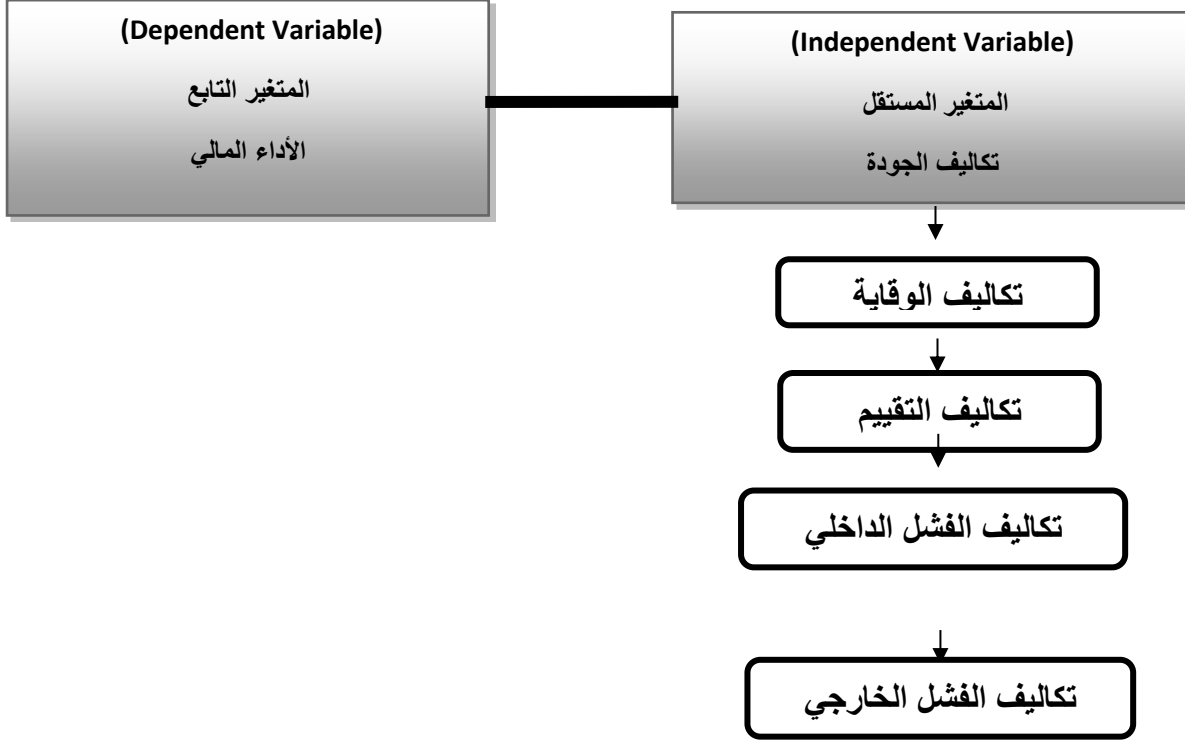 (Independent Variable)
المتغير المستقل
تكاليف الجودة
(Dependent Variable)
المتغير التابع
الأداء المالي
تكاليف الوقاية
تكاليف التقييم
تكاليف الفشل الداخلي
تكاليف الفشل الخارجي